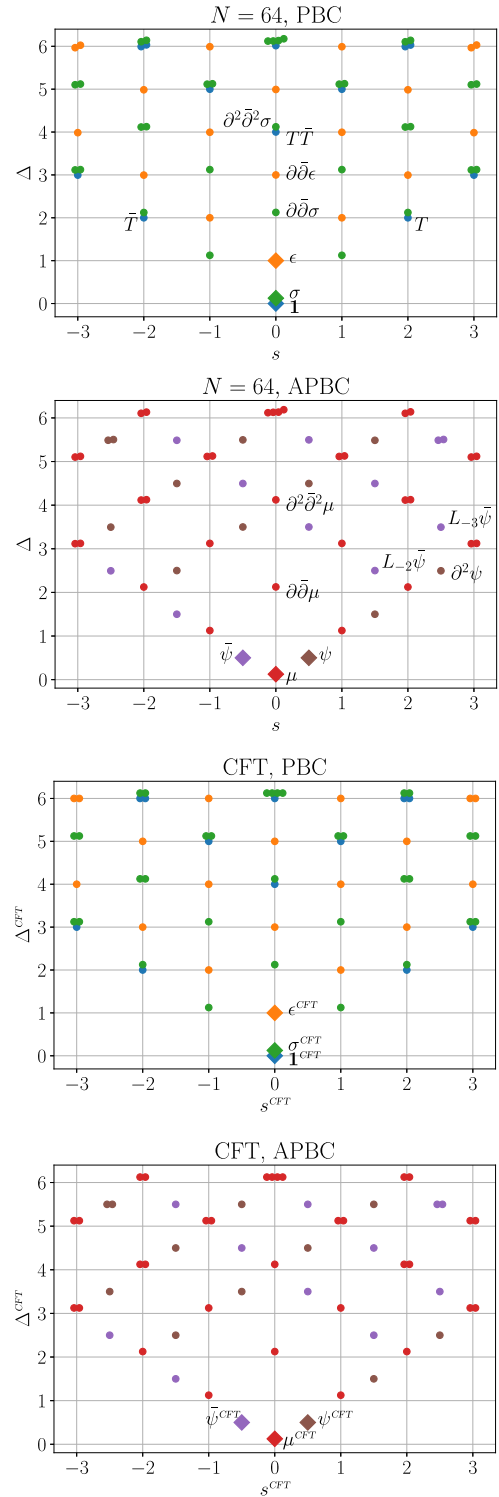 N = 64, PBC
6
∂²∂̄²σ
5
4
TT̄
Δ
3
∂∂̄ε
T̄
2
∂∂̄σ
T
1
ϵ
σ
0
1
−3 −2 −1 0 1 2 3
s
N = 64, APBC
6
5
4
∂²∂̄²μ
L₋₃ψ̄
Δ
3
L₋₂ψ̄
∂²ψ
2
∂∂̄μ
1
ψ̄
ψ
0
μ
−3 −2 −1 0 1 2 3
s
CFT, PBC
6
5
4
Δ^CFT
3
2
1
ϵ^CFT
σ^CFT
0
1^CFT
−3 −2 −1 0 1 2 3
s^CFT
CFT, APBC
6
5
4
Δ^CFT
3
2
1
ψ̄^CFT
ψ^CFT
0
μ^CFT
−3 −2 −1 0 1 2 3
s^CFT